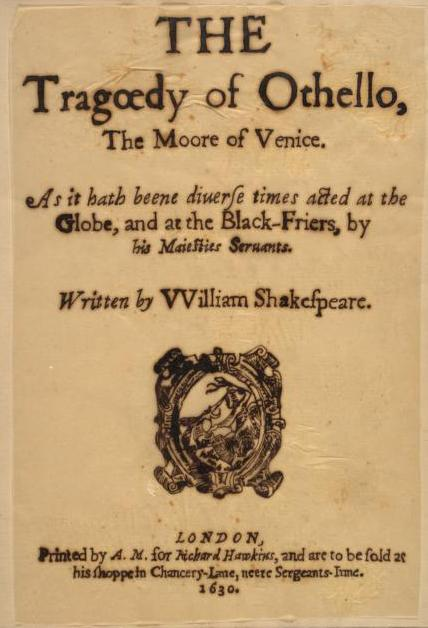 THE
Tragœdy of Othello,
The Moore of Venice.
As it hath beene diuerſe times acted at the
Globe, and at the Black-Friers, by
his Maieſties Seruants.
Written by VVilliam Shakeſpeare.
LONDON,
Printed by A. M. for Richard Hawkins, and are to be ſold at
his ſhoppe in Chancery-Lane, neere Sergeants-Inne.
1630.